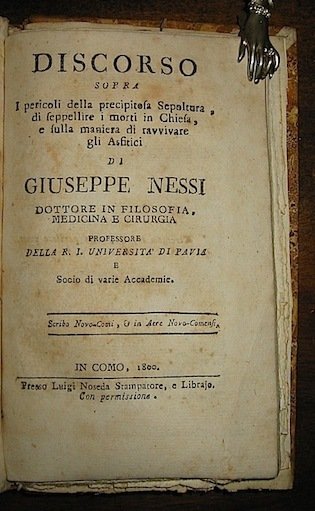 DISCORSO
SOPRA
I pericoli della precipitosa Sepoltura,
di seppellire i morti in Chiesa,
e sulla maniera di ravvivare
gli Asfitici
DI
GIUSEPPE NESSI
DOTTORE IN FILOSOFIA,
MEDICINA E CIRURGIA
PROFESSORE
DELLA R. I. UNIVERSITA' DI PAVIA
E
Socio di varie Accademie.
Scribo Novo-Comi, & in Aere Novo-Comensi.
IN COMO, 1800.
Presso Luigi Noseda Stampatore, e Librajo.
Con permissione.